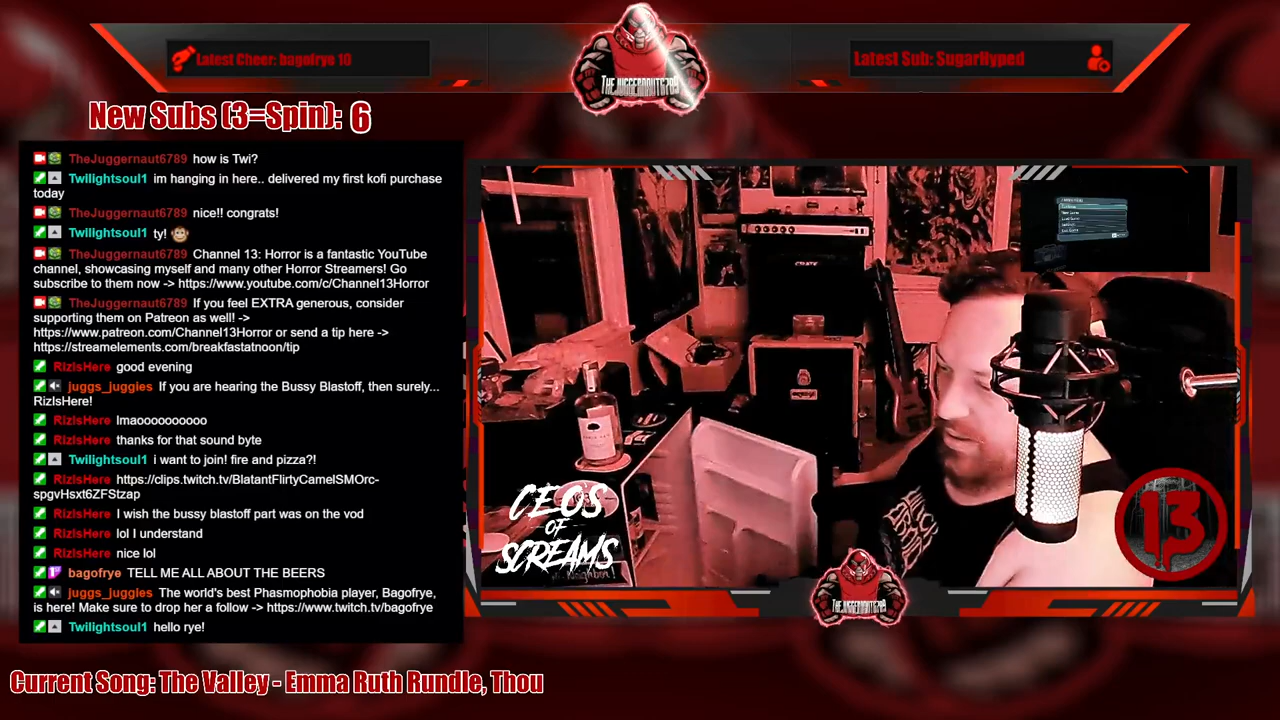 Latest Cheer: bagofrye 10
THEJUGGERNAUT6789
Latest Sub: SugarHyped
New Subs (3=Spin): 6
TheJuggernaut6789 how is Twi?
Twilightsoul1 im hanging in here.. delivered my first kofi purchase
today
TheJuggernaut6789 nice!! congrats!
Twilightsoul1 ty!
TheJuggernaut6789 Channel 13: Horror is a fantastic YouTube
channel, showcasing myself and many other Horror Streamers! Go
subscribe to them now -> https://www.youtube.com/c/Channel13Horror
TheJuggernaut6789 If you feel EXTRA generous, consider
supporting them on Patreon as well! ->
https://www.patreon.com/Channel13Horror or send a tip here ->
https://streamelements.com/breakfastatnoon/tip
RizIsHere good evening
juggs_juggies If you are hearing the Bussy Blastoff, then surely...
RizIsHere!
RizIsHere lmaoooooooooo
RizIsHere thanks for that sound byte
Twilightsoul1 i want to join! fire and pizza?!
RizIsHere https://clips.twitch.tv/BlatantFlirtyCamelSMOrc-
spgvHsxt6ZFStzap
RizIsHere I wish the bussy blastoff part was on the vod
RizIsHere lol I understand
RizIsHere nice lol
bagofrye TELL ME ALL ABOUT THE BEERS
juggs_juggies The world's best Phasmophobia player, Bagofrye,
is here! Make sure to drop her a follow -> https://www.twitch.tv/bagofrye
Twilightsoul1 hello rye!
CRATE
CEOS
OF
SCREAMS
Neighbor!
13
THEJUGGERNAUT6789
Current Song: The Valley - Emma Ruth Rundle, Thou